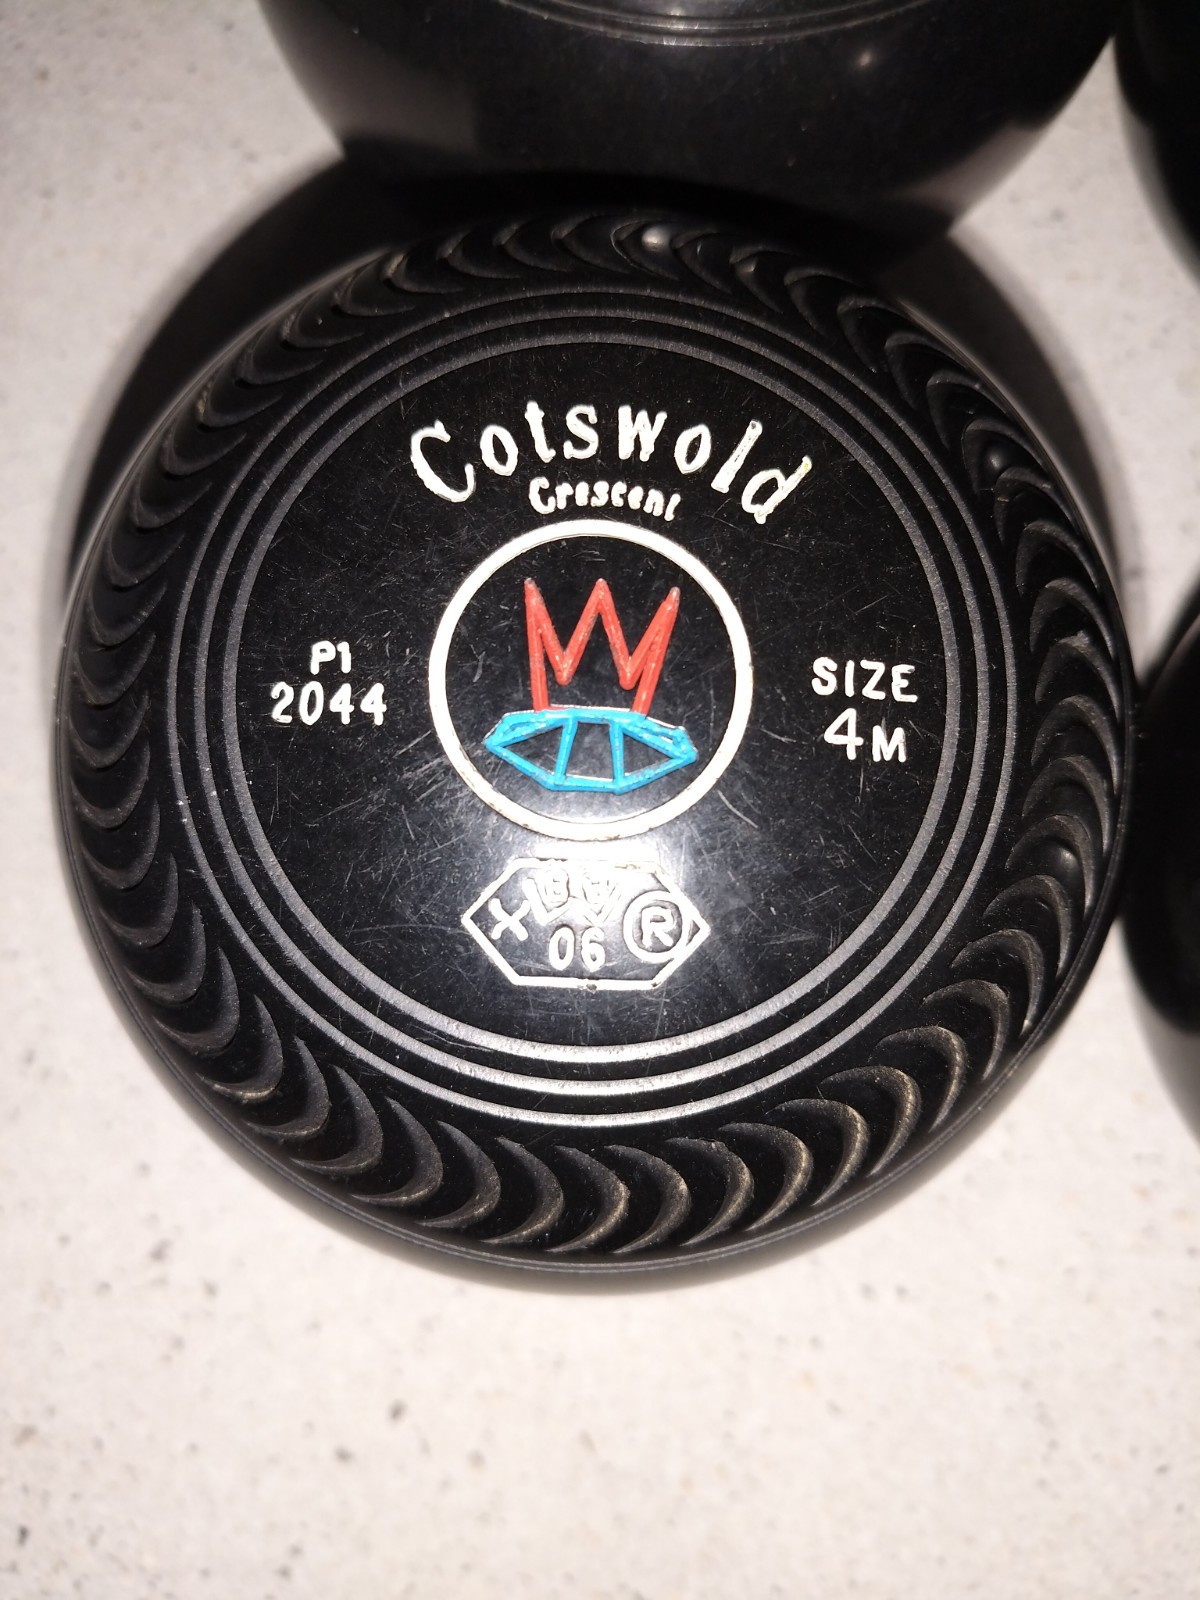 Cotswold
Crescent
P1
2044
SIZE
4M
X
06
R